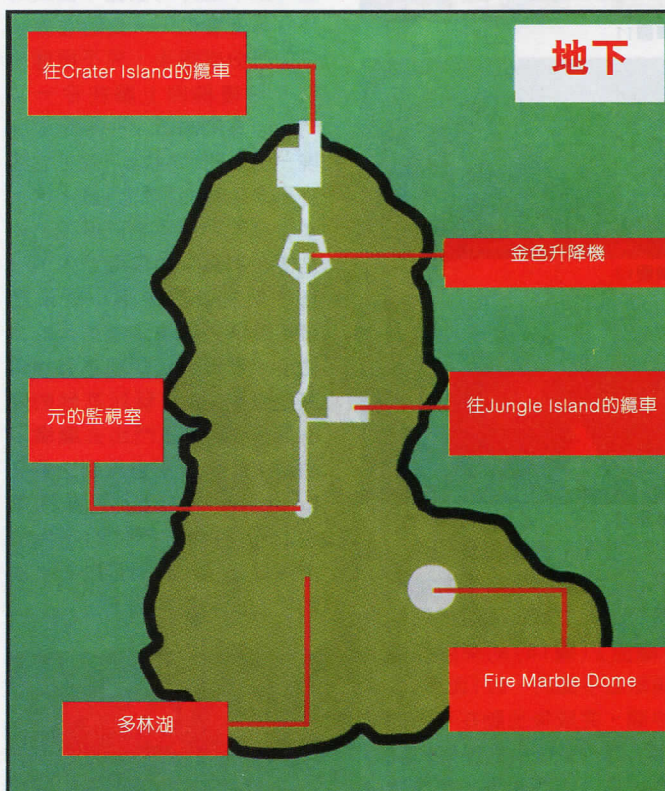 地下
往Crater Island的纜車
金色升降機
元的監視室
往Jungle Island的纜車
Fire Marble Dome
多林湖